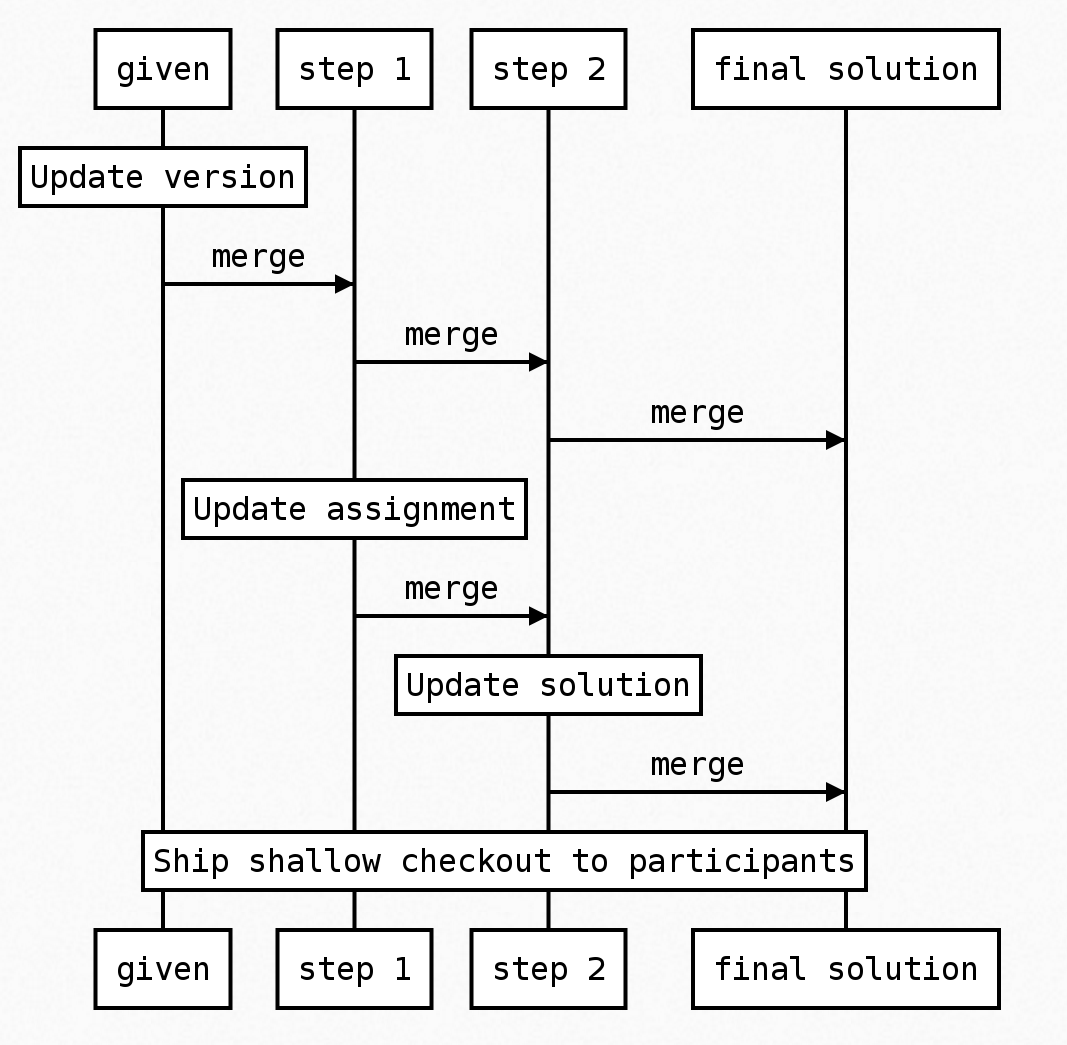 given
step 1
step 2
final solution
Update version
merge
merge
merge
Update assignment
merge
Update solution
merge
Ship shallow checkout to participants
given
step 1
step 2
final solution